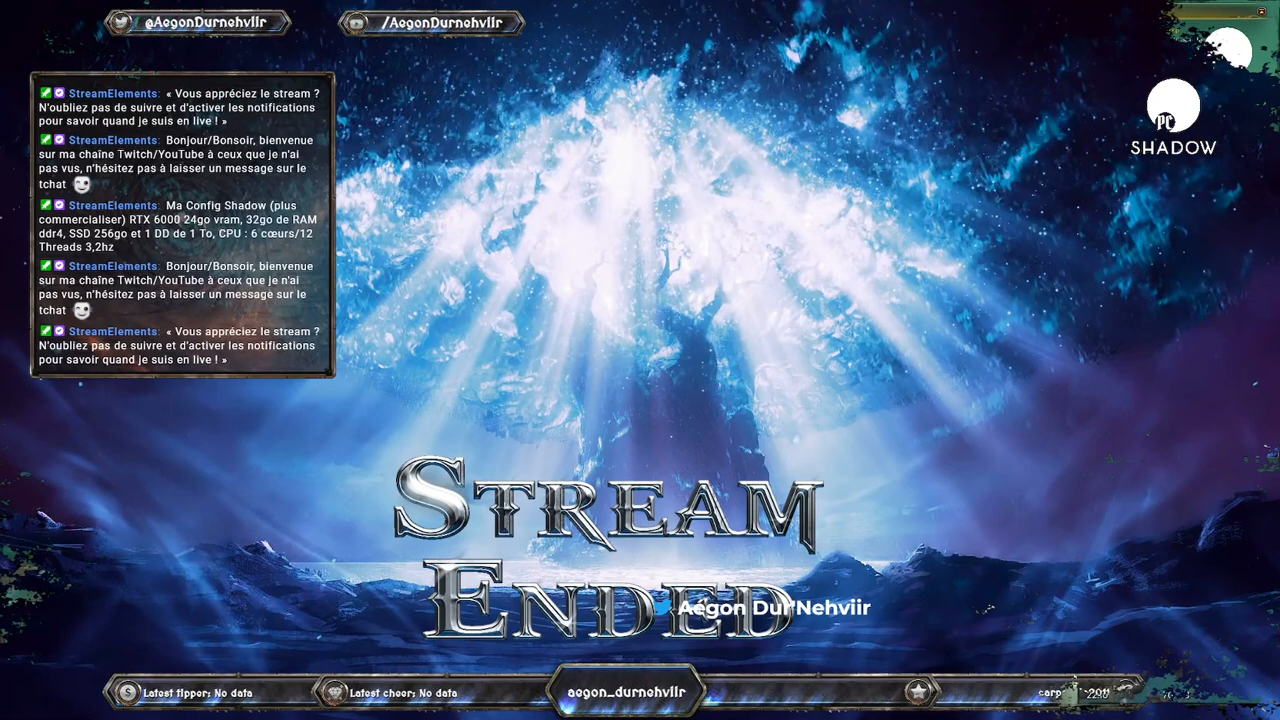 @AegonDurnehviir
/AegonDurnehviir
StreamElements: « Vous appréciez le stream ?
N'oubliez pas de suivre et d'activer les notifications
pour savoir quand je suis en live ! »
StreamElements: Bonjour/Bonsoir, bienvenue
sur ma chaîne Twitch/YouTube à ceux que je n'ai
pas vus, n'hésitez pas à laisser un message sur le
tchat
StreamElements: Ma Config Shadow (plus
commercialiser) RTX 6000 24go vram, 32go de RAM
ddr4, SSD 256go et 1 DD de 1 To, CPU : 6 cœurs/12
Threads 3,2hz
StreamElements: Bonjour/Bonsoir, bienvenue
sur ma chaîne Twitch/YouTube à ceux que je n'ai
pas vus, n'hésitez pas à laisser un message sur le
tchat
StreamElements: « Vous appréciez le stream ?
N'oubliez pas de suivre et d'activer les notifications
pour savoir quand je suis en live ! »
PC
SHADOW
STREAM
ENDED
Aegon Dur'Nehviir
Latest tipper: No data
Latest cheer: No data
aegon_durnehviir
carp